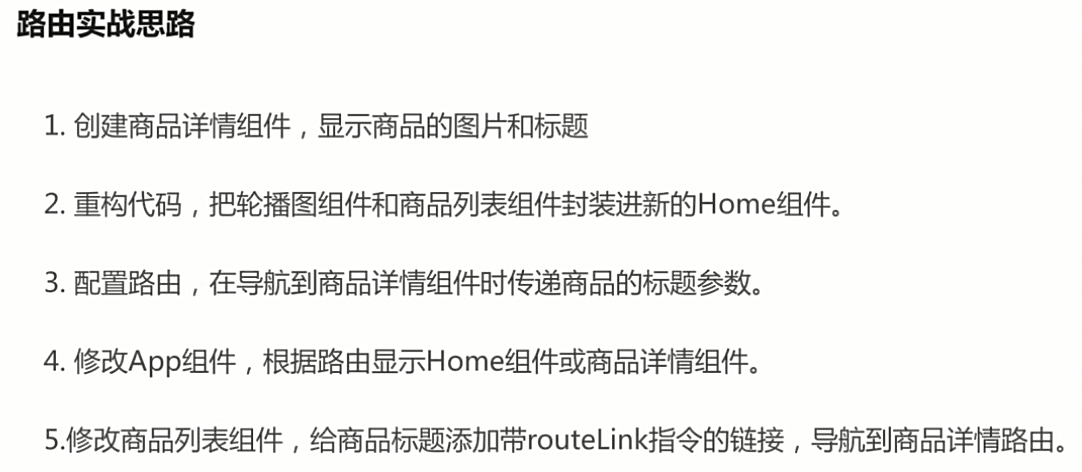 路由实战思路
1. 创建商品详情组件，显示商品的图片和标题
2. 重构代码，把轮播图组件和商品列表组件封装进新的Home组件。
3. 配置路由，在导航到商品详情组件时传递商品的标题参数。
4. 修改App组件，根据路由显示Home组件或商品详情组件。
5.修改商品列表组件，给商品标题添加带routeLink指令的链接，导航到商品详情路由。